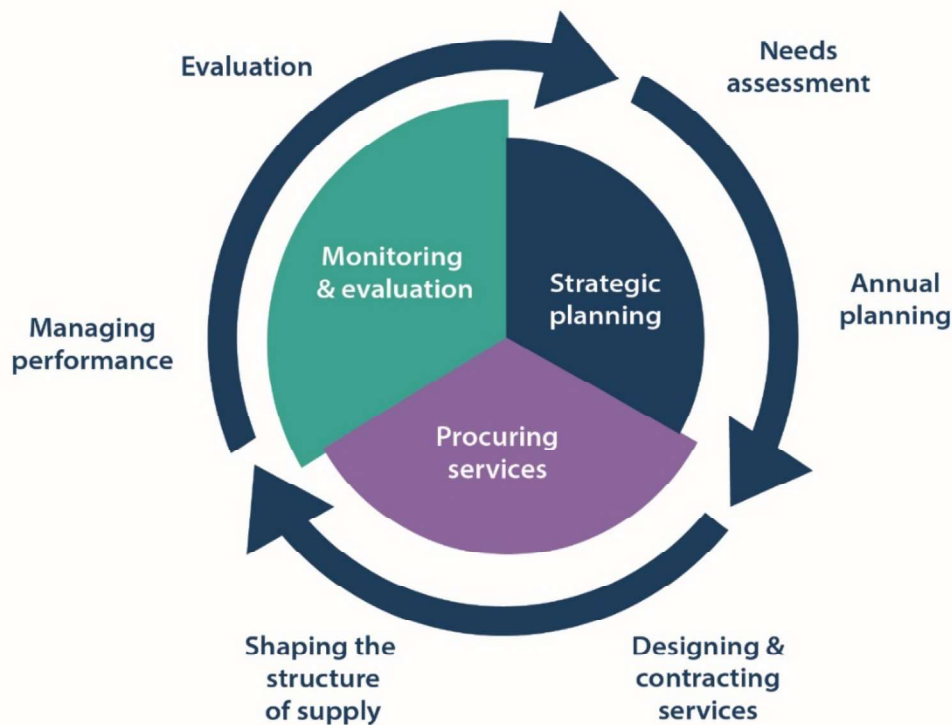 Needs
assessment
Annual
planning
Designing &
contracting
services
Shaping the
structure
of supply
Managing
performance
Evaluation
Strategic
planning
Procuring
services
Monitoring
& evaluation